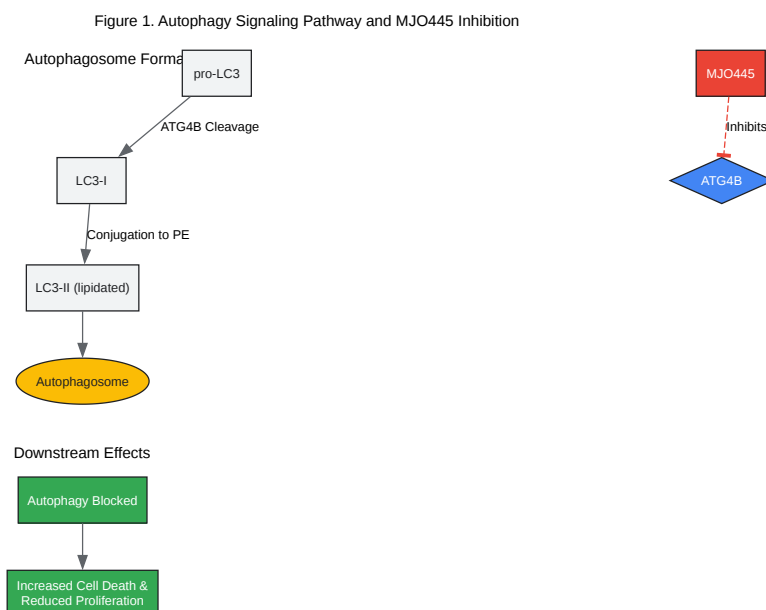 Figure 1. Autophagy Signaling Pathway and MJO445 Inhibition
Autophagosome Forma
pro-LC3
MJO445
ATG4B Cleavage
Inhibits
LC3-I
ATG4B
Conjugation to PE
LC3-II (lipidated)
Autophagosome
Downstream Effects
Autophagy Blocked
Increased Cell Death &
Reduced Proliferation